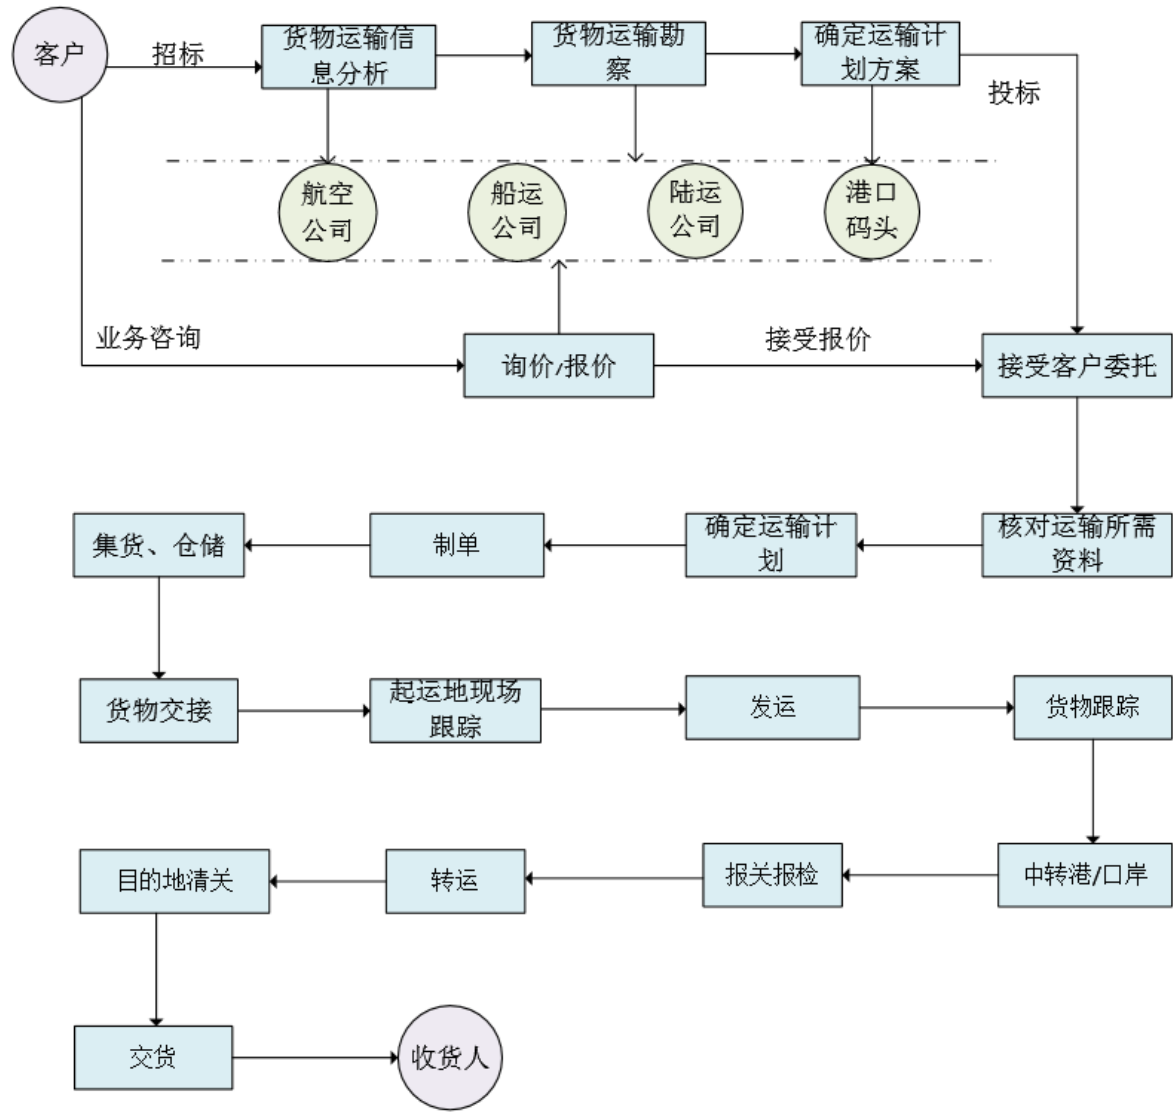 客户
招标
货物运输信
息分析
货物运输勘
察
确定运输计
划方案
投标
航空
公司
船运
公司
陆运
公司
港口
码头
业务咨询
询价/报价
接受报价
接受客户委托
集货、仓储
制单
确定运输计
划
核对运输所需
资料
货物交接
起运地现场
跟踪
发运
货物跟踪
目的地清关
转运
报关报检
中转港/口岸
交货
收货人